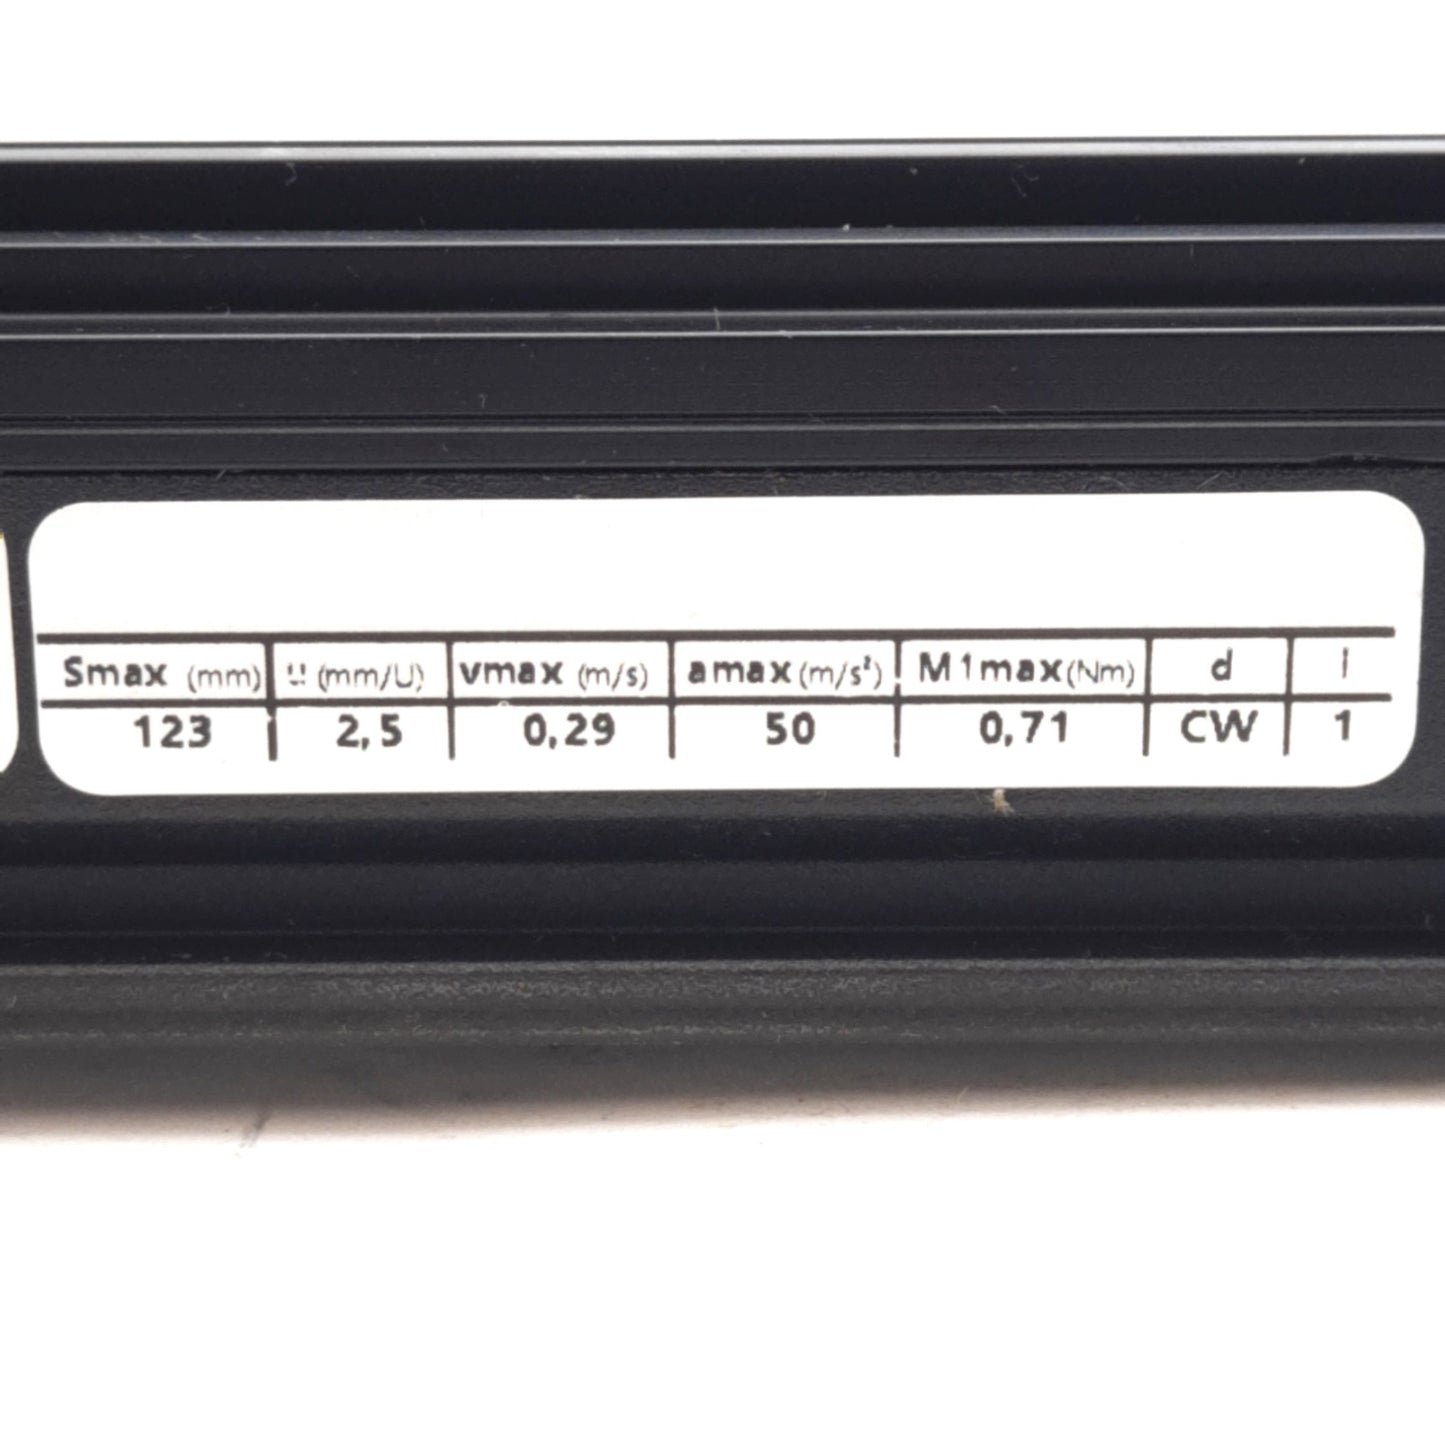 Smax (mm) u (mm/U) vmax (m/s) amax (m/s²) M1max (Nm) d i
123 2,5 0,29 50 0,71 CW 1